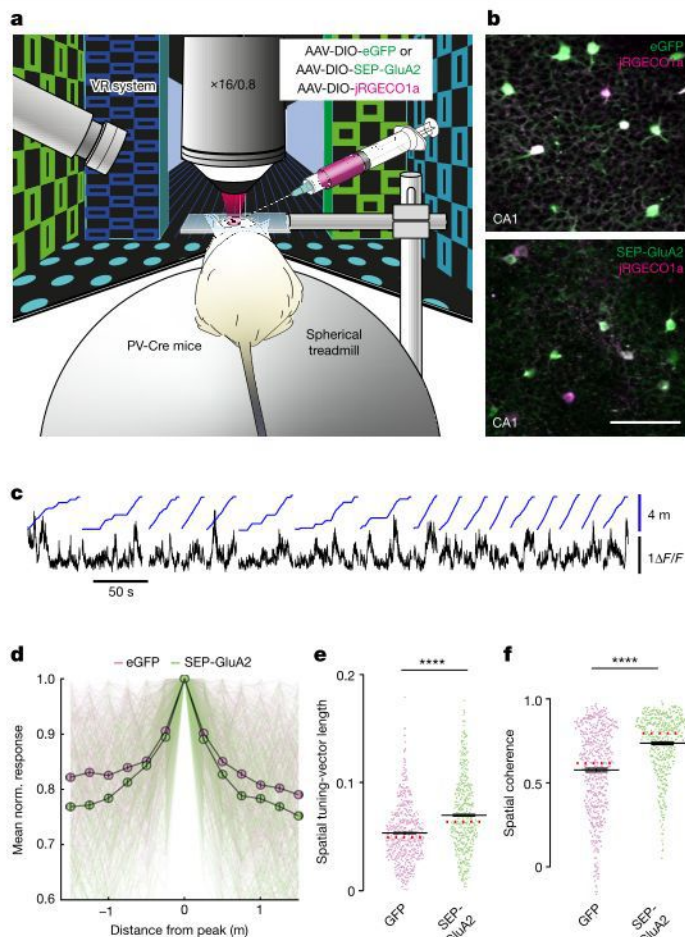 a
VR system
×16/0.8
AAV-DIO-eGFP or
AAV-DIO-SEP-GluA2
AAV-DIO-jRGECO1a
PV-Cre mice
Spherical
treadmill
b
eGFP
jRGECO1a
CA1
SEP-GluA2
jRGECO1a
CA1
c
4 m
1ΔF/F
50 s
d
eGFP
SEP-GluA2
1.0
0.9
0.8
0.7
0.6
Mean norm. response
−1
0
1
Distance from peak (m)
e
****
0.2
0.1
0
Spatial tuning-vector length
GFP
SEP-
GluA2
f
****
1.0
0.5
0
Spatial coherence
GFP
SEP-
GluA2